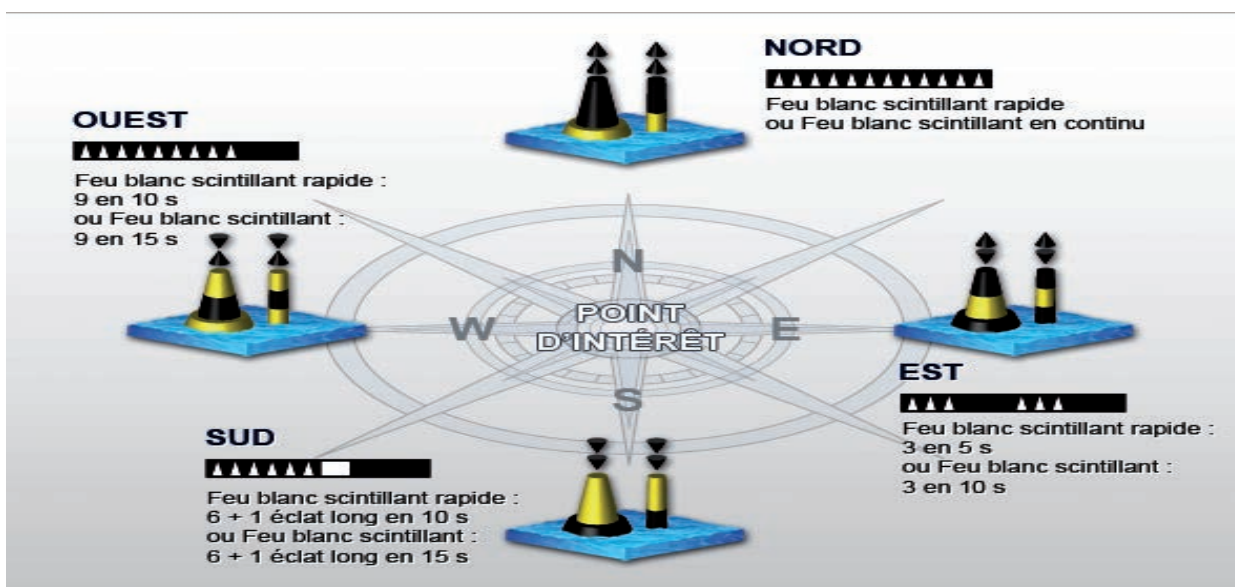 NORD
Feu blanc scintillant rapide
ou Feu blanc scintillant en continu
OUEST
Feu blanc scintillant rapide :
9 en 10 s
ou Feu blanc scintillant :
9 en 15 s
N
W
POINT
D'INTÉRÊT
E
S
EST
Feu blanc scintillant rapide :
3 en 5 s
ou Feu blanc scintillant :
3 en 10 s
SUD
Feu blanc scintillant rapide :
6 + 1 éclat long en 10 s
ou Feu blanc scintillant :
6 + 1 éclat long en 15 s